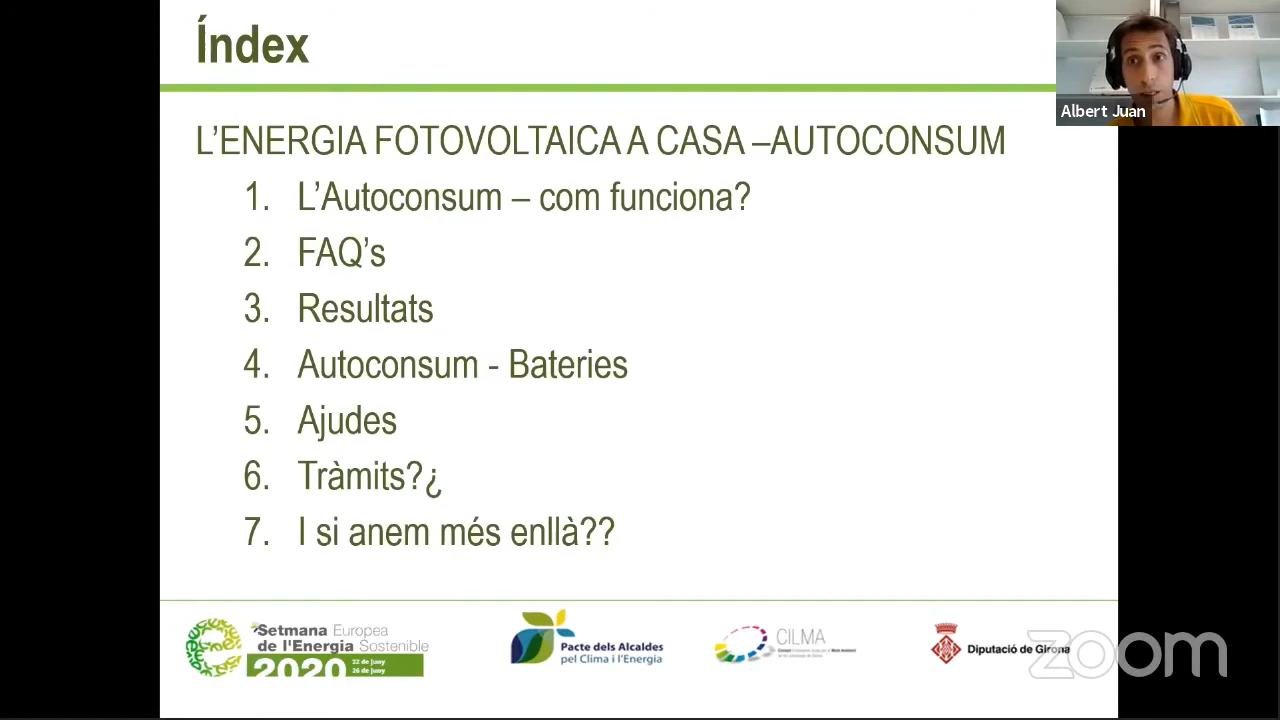 Índex
Albert Juan
L'ENERGIA FOTOVOLTAICA A CASA –AUTOCONSUM
1. L'Autoconsum – com funciona?
2. FAQ's
3. Resultats
4. Autoconsum - Bateries
5. Ajudes
6. Tràmits?¿
7. I si anem més enllà??
Setmana Europea
de l'Energia Sostenible
2020
22 de juny
26 de juny
Pacte dels Alcaldes
pel Clima i l'Energia
CILMA
Diputació de Girona
zoom